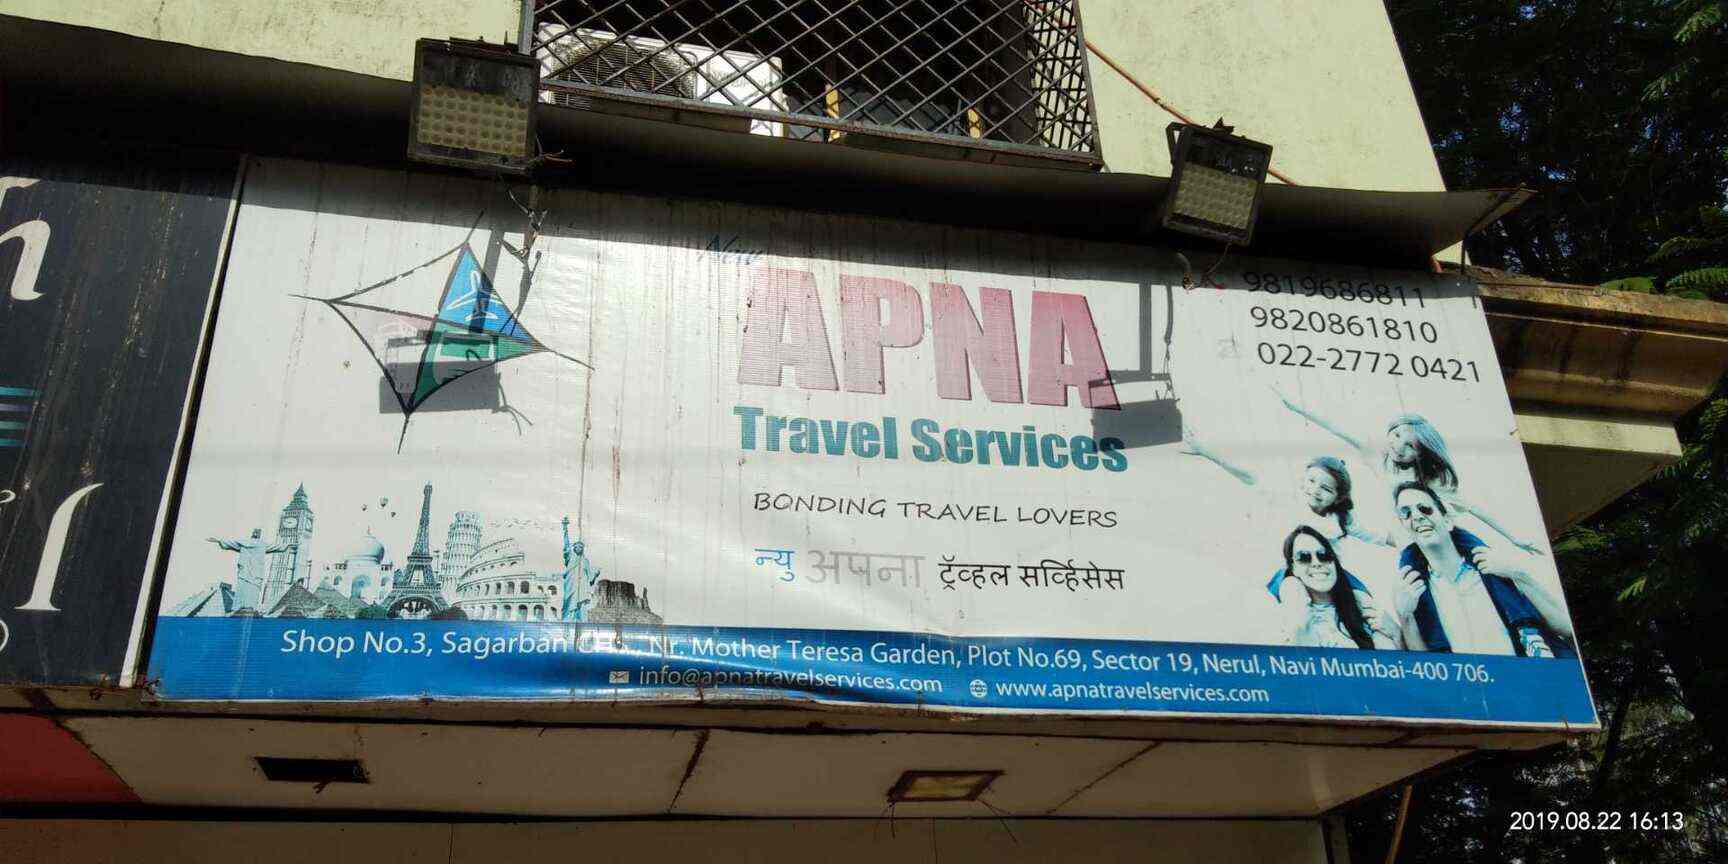 New
APNA
Travel Services
BONDING TRAVEL LOVERS
न्यु अपना ट्रॅव्हल सर्व्हिसेस
9819686811
9820861810
022-2772 0421
Shop No.3, Sagarban Nr. Mother Teresa Garden, Plot No.69, Sector 19, Nerul, Navi Mumbai-400 706.
info@apnatravelservices.com www.apnatravelservices.com
2019.08.22 16:13